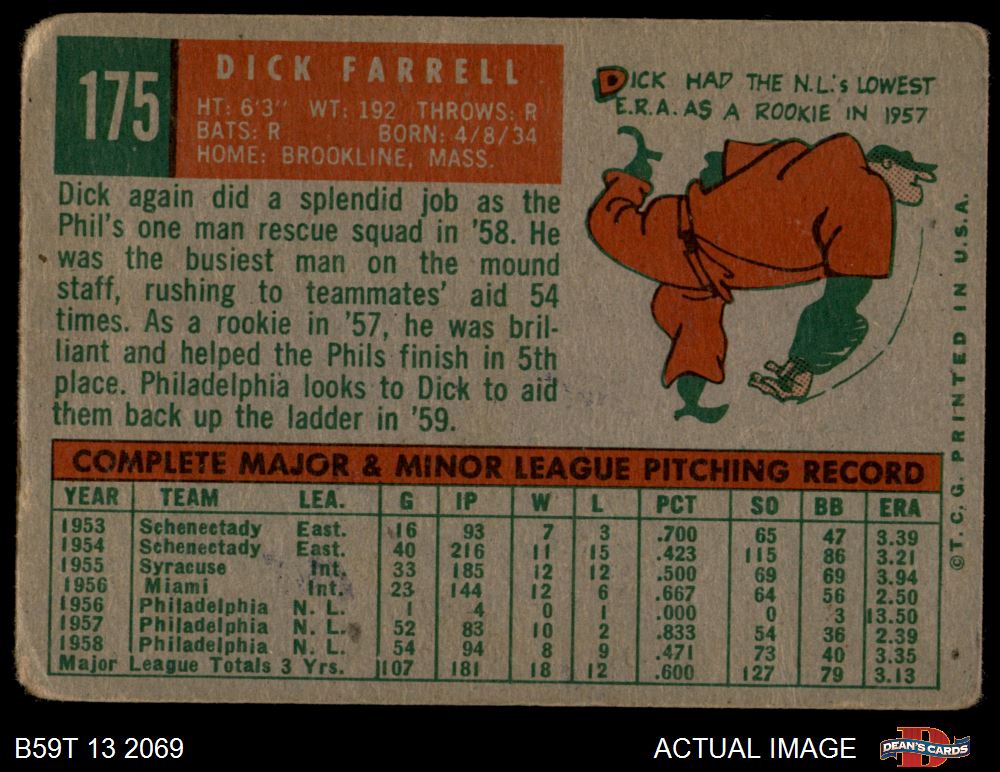 175
DICK FARRELL
HT: 6'3" WT: 192 THROWS: R
BATS: R BORN: 4/8/34
HOME: BROOKLINE, MASS.
DICK HAD THE N.L.'s LOWEST
E.R.A. AS A ROOKIE IN 1957
Dick again did a splendid job as the
Phil's one man rescue squad in '58. He
was the busiest man on the mound
staff, rushing to teammates' aid 54
times. As a rookie in '57, he was bril-
liant and helped the Phils finish in 5th
place. Philadelphia looks to Dick to aid
them back up the ladder in '59.
COMPLETE MAJOR & MINOR LEAGUE PITCHING RECORD
YEAR TEAM LEA. G IP W L PCT SO BB ERA
1953 Schenectady East. 16 93 7 3 .700 65 47 3.39
1954 Schenectady East. 40 216 11 15 .423 115 86 3.21
1955 Syracuse Int. 33 185 12 12 .500 69 69 3.94
1956 Miami Int. 23 144 12 6 .667 64 56 2.50
1956 Philadelphia N. L. 1 4 0 1 .000 0 3 13.50
1957 Philadelphia N. L. 52 83 10 2 .833 54 36 2.39
1958 Philadelphia N. L. 54 94 8 9 .471 73 40 3.35
Major League Totals 3 Yrs. 107 181 18 12 .600 127 79 3.13
©T.C.G. PRINTED IN U.S.A.
B59T 13 2069
ACTUAL IMAGE
D
DEAN'S CARDS